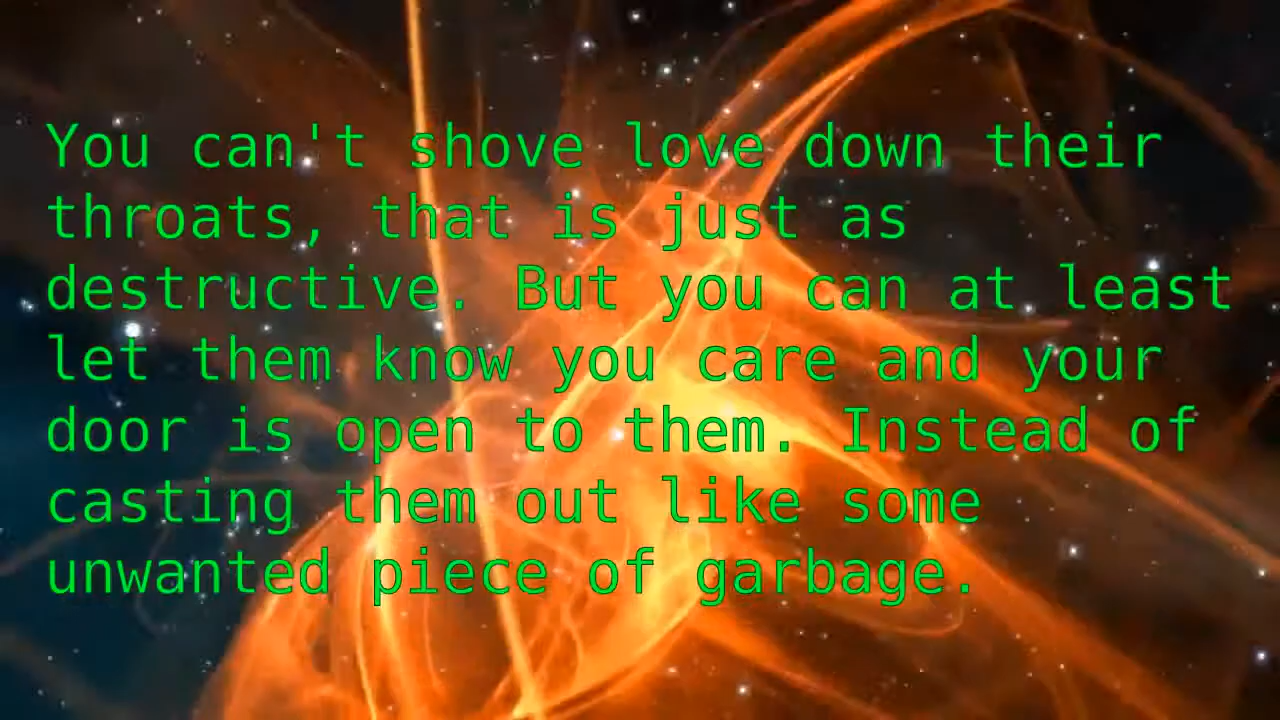 You can't shove love down their
throats, that is just as
destructive. But you can at least
let them know you care and your
door is open to them. Instead of
casting them out like some
unwanted piece of garbage.